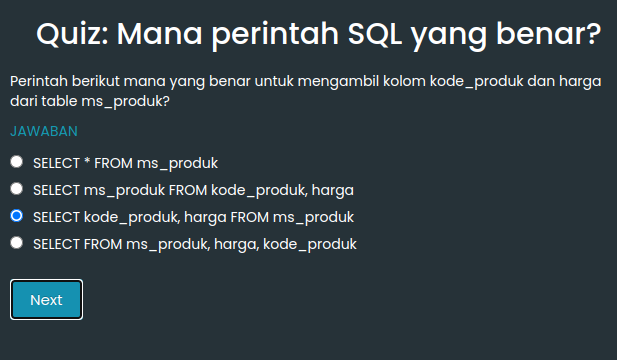 Quiz: Mana perintah SQL yang benar?
Perintah berikut mana yang benar untuk mengambil kolom kode_produk dan harga
dari table ms_produk?
JAWABAN
SELECT * FROM ms_produk
SELECT ms_produk FROM kode_produk, harga
SELECT kode_produk, harga FROM ms_produk
SELECT FROM ms_produk, harga, kode_produk
Next